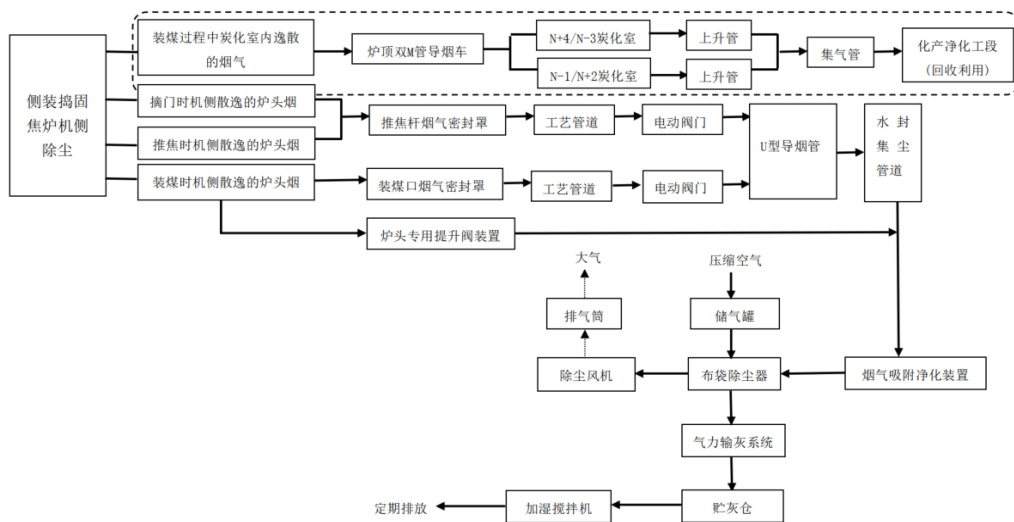 装煤过程中炭化室内逸散
的烟气
炉顶双M管导烟车
N+4/N-3炭化室
上升管
N-1/N+2炭化室
上升管
集气管
化产净化工段
(回收利用)
侧装捣固
焦炉机侧
除尘
摘门时机侧散逸的炉头烟
推焦时机侧散逸的炉头烟
推焦杆烟气密封罩
工艺管道
电动阀门
装煤时机侧散逸的炉头烟
装煤口烟气密封罩
工艺管道
电动阀门
U型导烟管
水封
集尘
管道
炉头专用提升阀装置
大气
压缩空气
排气筒
储气罐
除尘风机
布袋除尘器
烟气吸附净化装置
气力输灰系统
定期排放
加湿搅拌机
贮灰仓